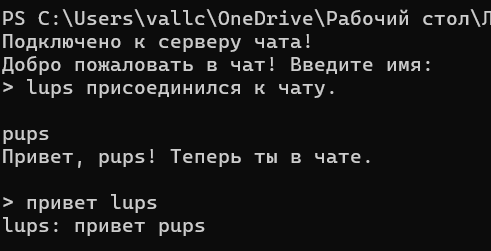 PS C:\Users\vallc\OneDrive\Рабочий стол\Л
Подключено к серверу чата!
Добро пожаловать в чат! Введите имя:
> lups присоединился к чату.
pups
Привет, pups! Теперь ты в чате.
> привет lups
lups: привет pups